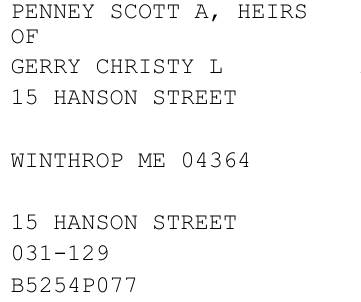 PENNEY SCOTT A, HEIRS
OF
GERRY CHRISTY L
15 HANSON STREET
WINTHROP ME 04364
15 HANSON STREET
031-129
B5254P077